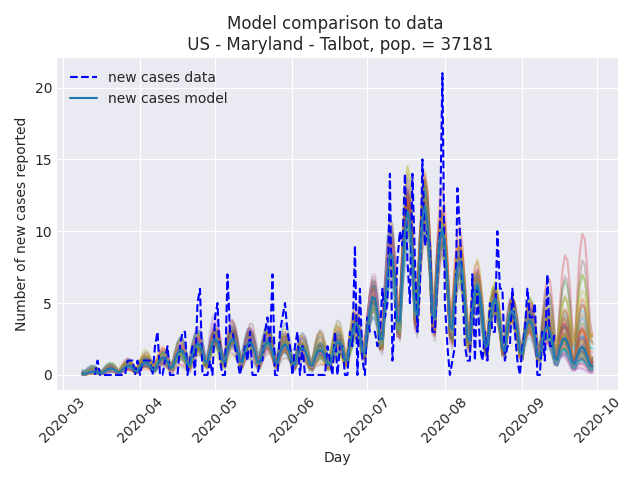 Model comparison to data
US - Maryland - Talbot, pop. = 37181
new cases data
new cases model
Number of new cases reported
20
15
10
5
0
2020-03
2020-04
2020-05
2020-06
2020-07
2020-08
2020-09
2020-10
Day